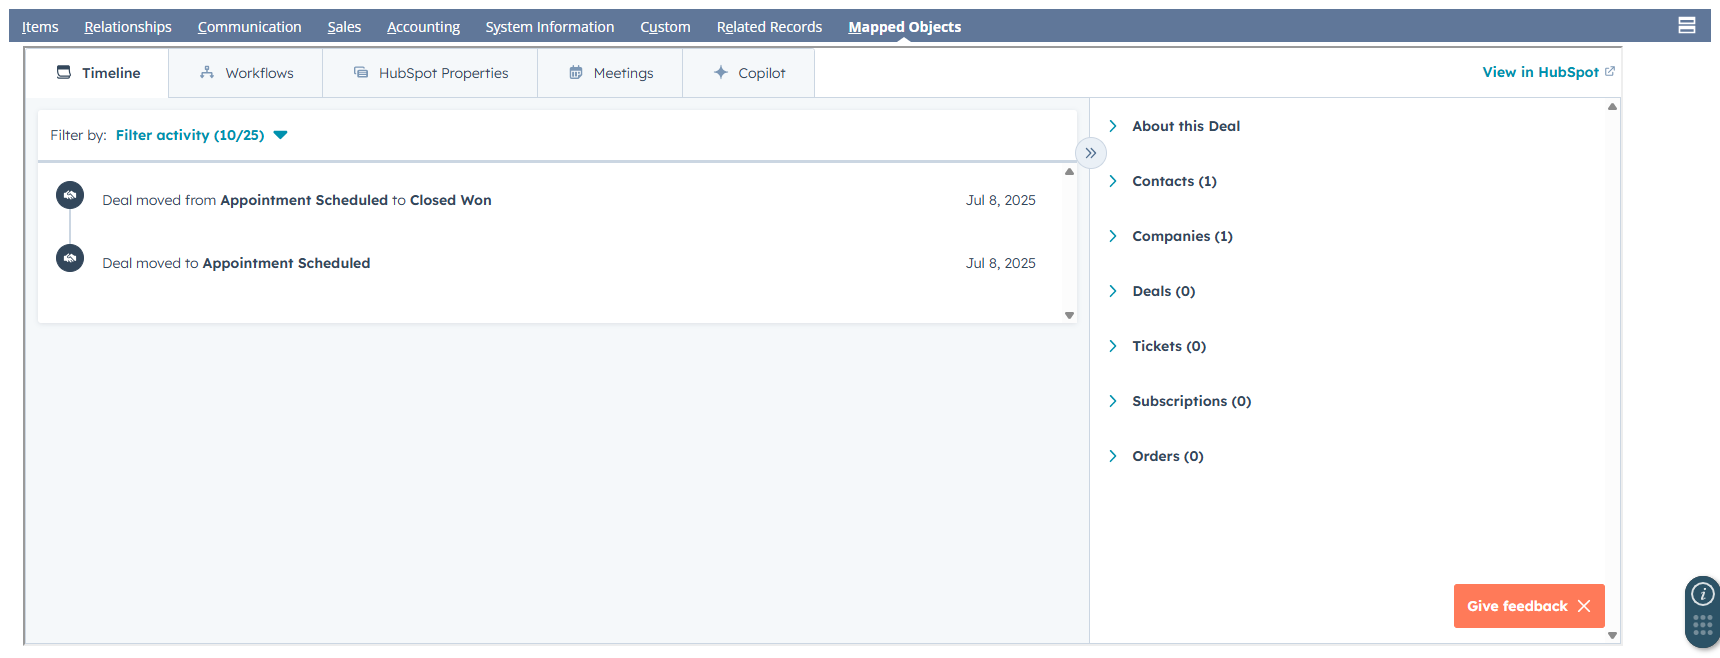 Items Relationships Communication Sales Accounting System Information Custom Related Records Mapped Objects
Timeline Workflows HubSpot Properties Meetings Copilot View in HubSpot
Filter by: Filter activity (10/25)
Deal moved from Appointment Scheduled to Closed Won Jul 8, 2025
Deal moved to Appointment Scheduled Jul 8, 2025
About this Deal
Contacts (1)
Companies (1)
Deals (0)
Tickets (0)
Subscriptions (0)
Orders (0)
Give feedback